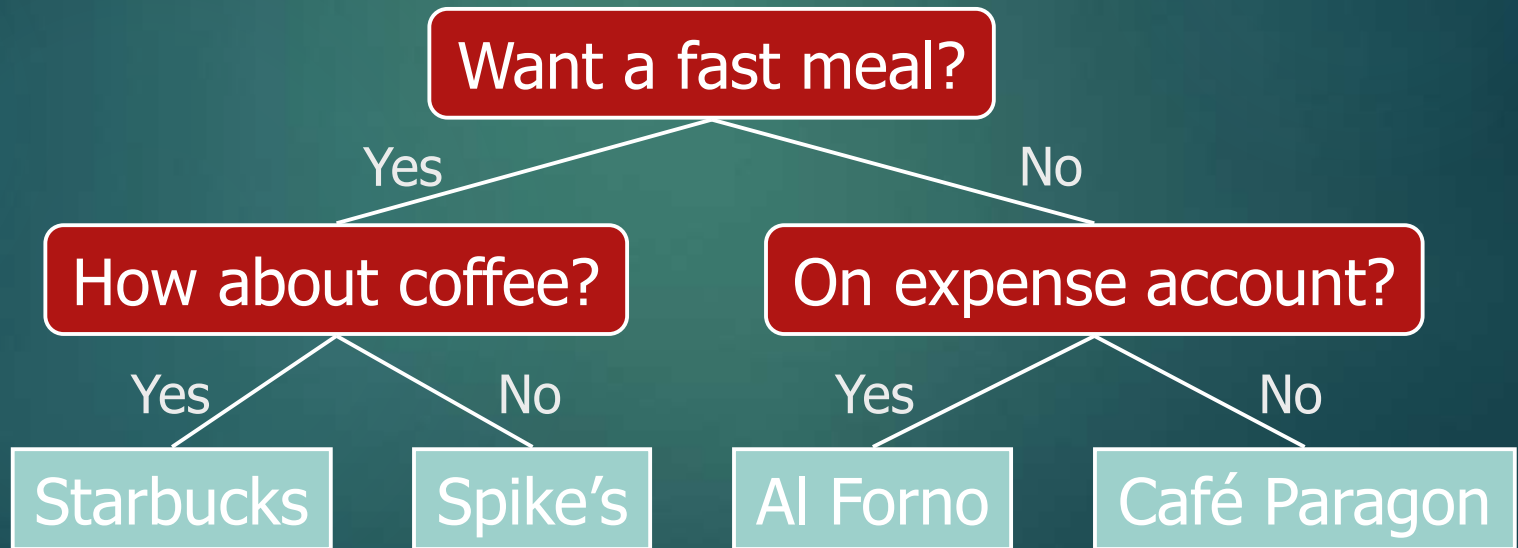 Want a fast meal?
Yes
No
How about coffee?
On expense account?
Yes
No
Yes
No
Starbucks
Spike’s
Al Forno
Café Paragon